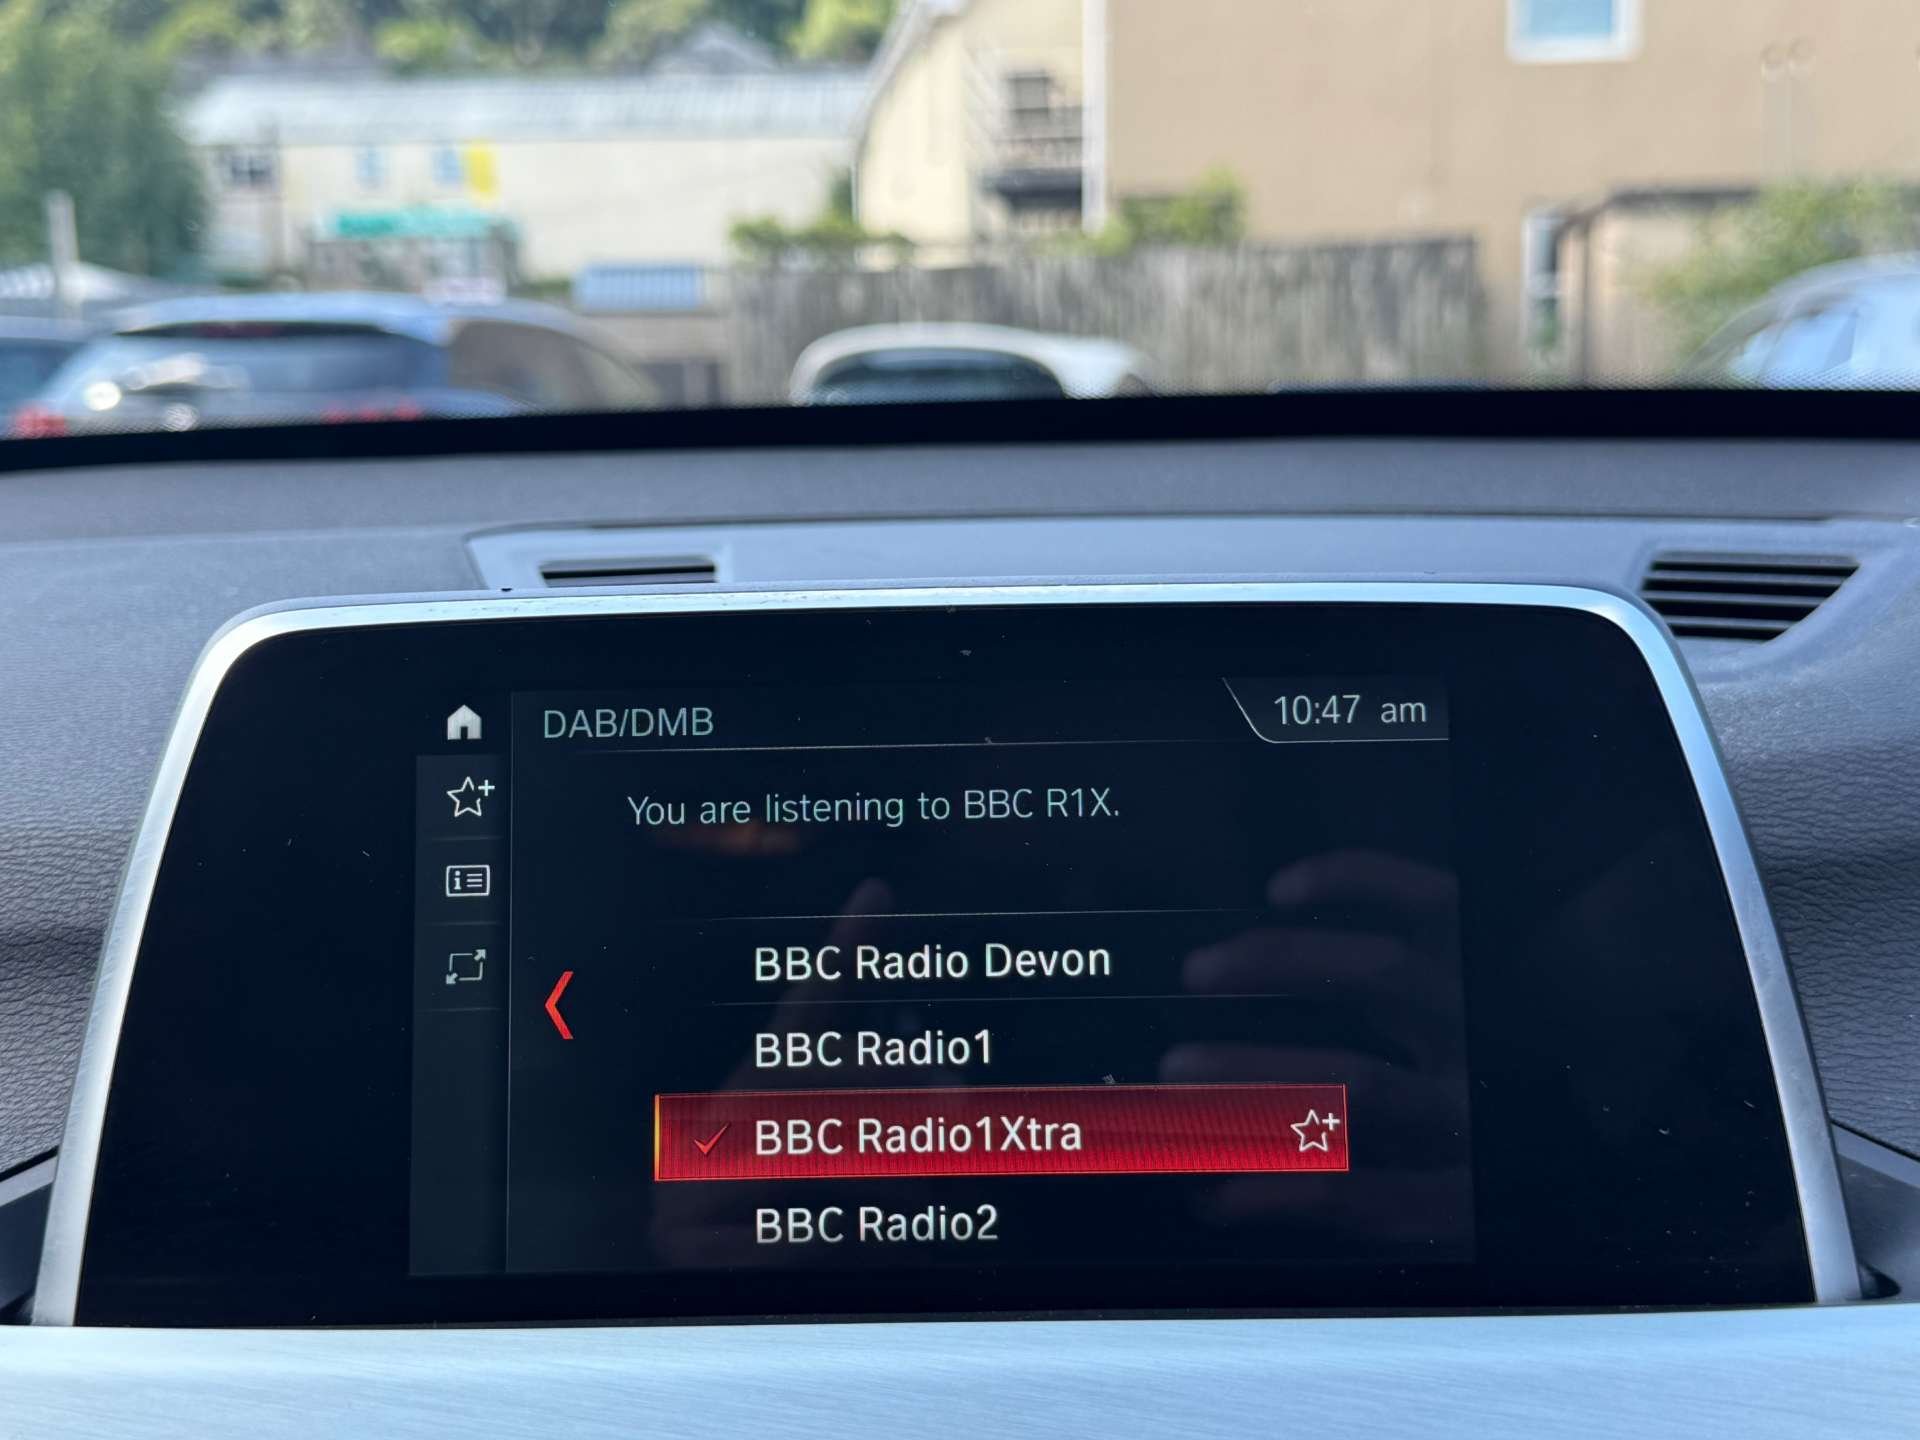 DAB/DMB
10:47 am
You are listening to BBC R1X.
BBC Radio Devon
BBC Radio1
BBC Radio1Xtra
BBC Radio2